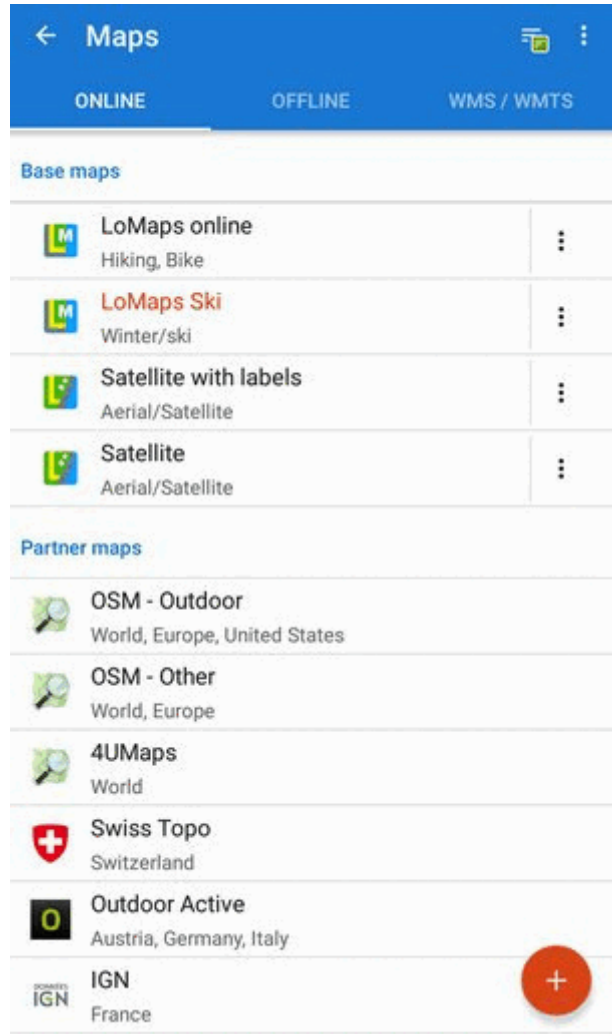 Maps
ONLINE OFFLINE WMS / WMTS
Base maps
LoMaps online
Hiking, Bike
LoMaps Ski
Winter/ski
Satellite with labels
Aerial/Satellite
Satellite
Aerial/Satellite
Partner maps
OSM - Outdoor
World, Europe, United States
OSM - Other
World, Europe
4UMaps
World
Swiss Topo
Switzerland
Outdoor Active
Austria, Germany, Italy
IGN
IGN
France